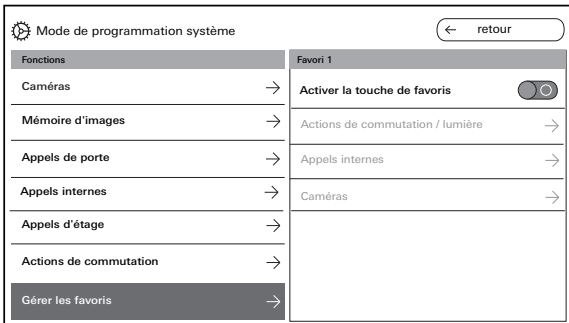 Mode de programmation système
retour
Fonctions
Caméras
Mémoire d'images
Appels de porte
Appels internes
Appels d'étage
Actions de commutation
Gérer les favoris
Favori 1
Activer la touche de favoris
Actions de commutation / lumière
Appels internes
Caméras